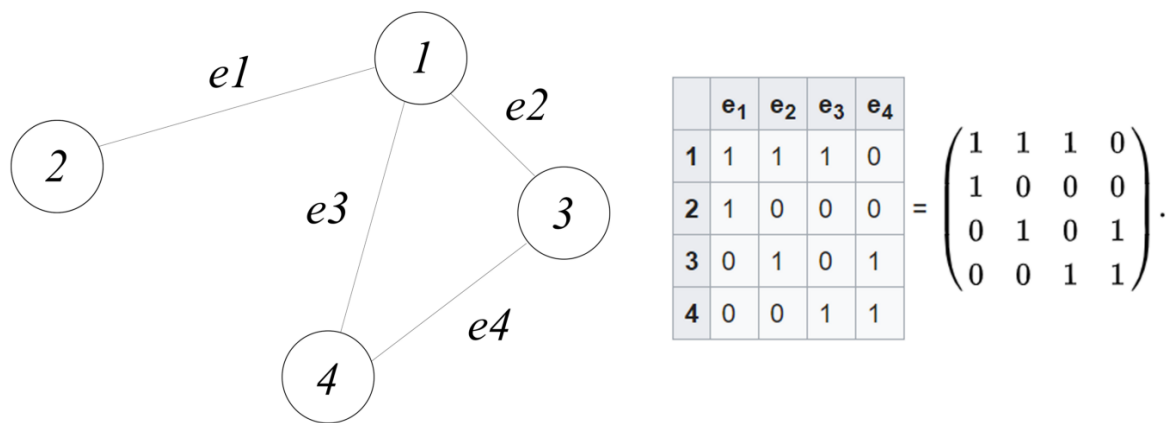 1
e1
e2
2
e3
3
e4
4
e₁ e₂ e₃ e₄
1 1 1 1 0
2 1 0 0 0
3 0 1 0 1
4 0 0 1 1
=
1 1 1 0
1 0 0 0
0 1 0 1
0 0 1 1
.